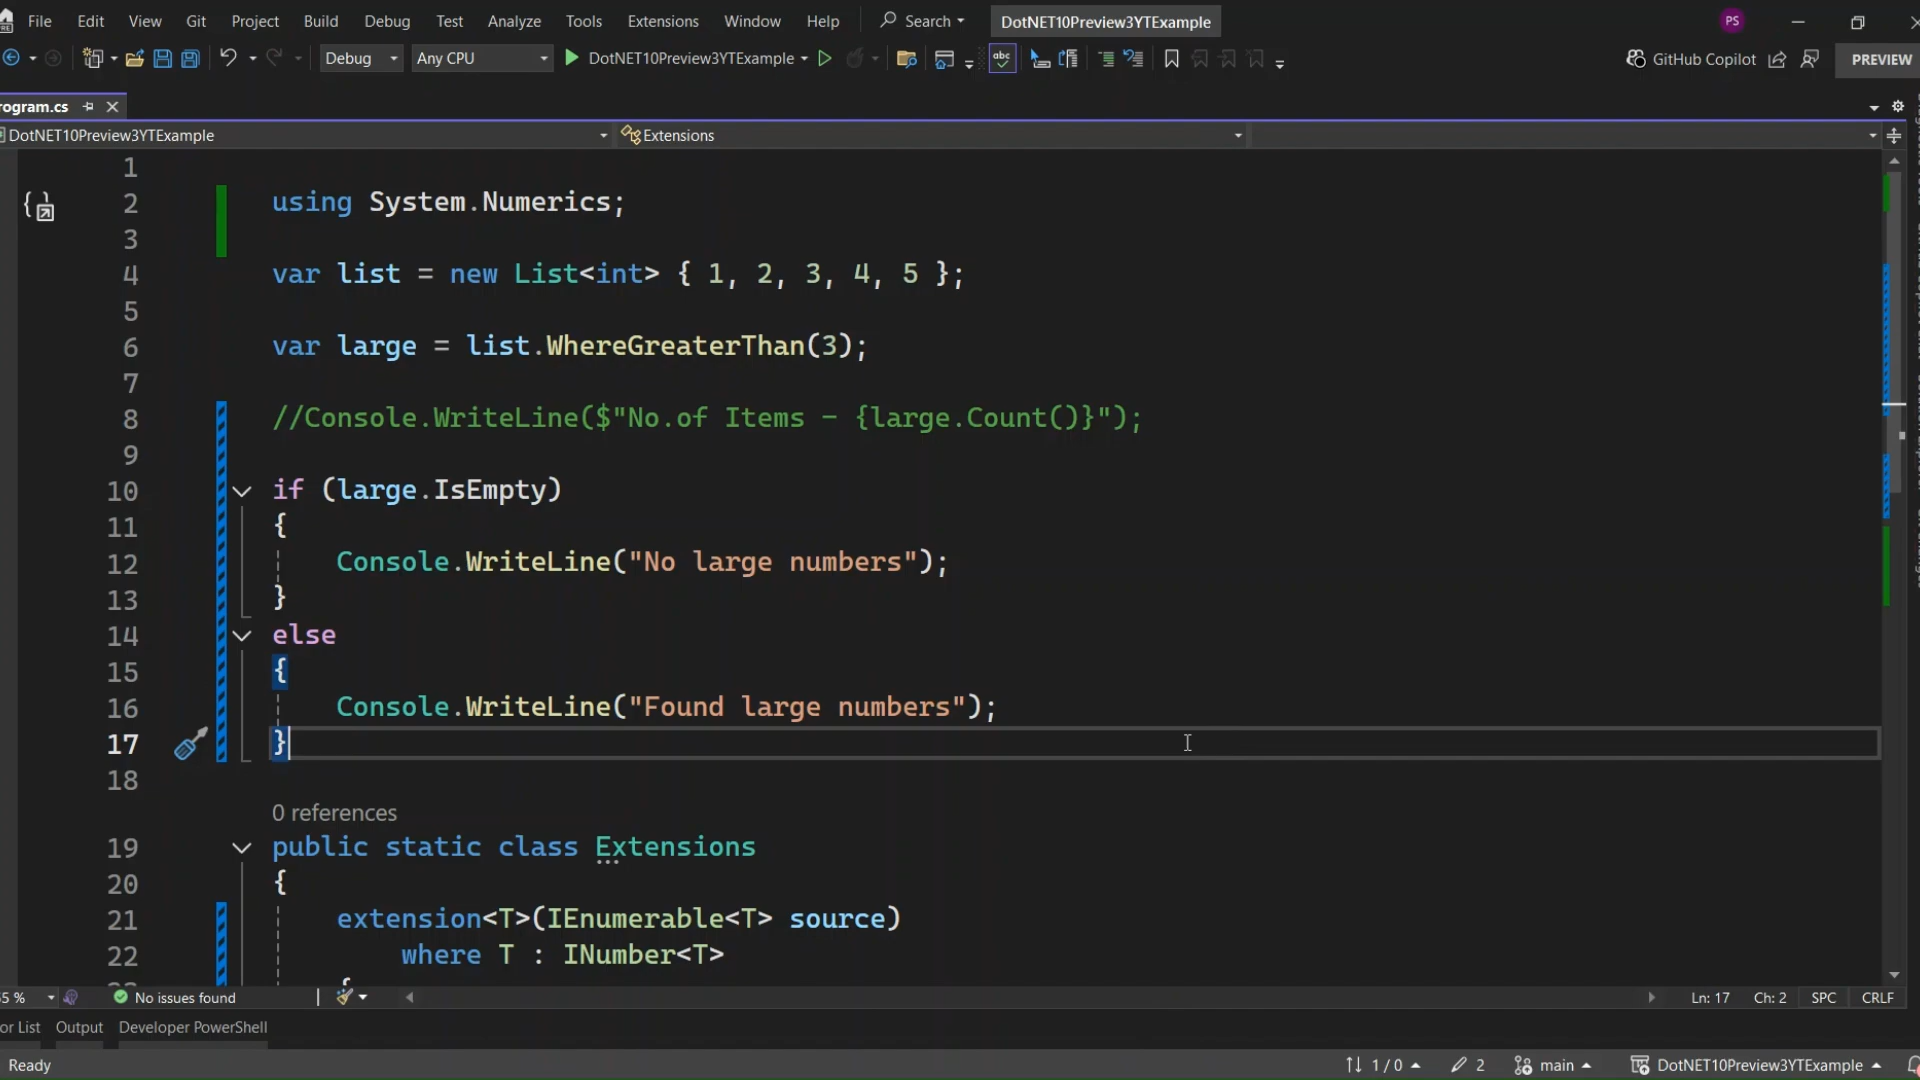 File Edit View Git Project Build Debug Test Analyze Tools Extensions Window Help Search DotNET10Preview3YTExample PS
Debug Any CPU DotNET10Preview3YTExample abc GitHub Copilot PREVIEW
rogram.cs
DotNET10Preview3YTExample Extensions
1
2 using System.Numerics;
3
4 var list = new List<int> { 1, 2, 3, 4, 5 };
5
6 var large = list.WhereGreaterThan(3);
7
8 //Console.WriteLine($"No.of Items - {large.Count()}");
9
10 if (large.IsEmpty)
11 {
12 Console.WriteLine("No large numbers");
13 }
14 else
15 {
16 Console.WriteLine("Found large numbers");
17 }
18
0 references
19 public static class Extensions
20 {
21 extension<T>(IEnumerable<T> source)
22 where T : INumber<T>
5 % No issues found Ln: 17 Ch: 2 SPC CRLF
or List Output Developer PowerShell
Ready 1 / 0 2 main DotNET10Preview3YTExample